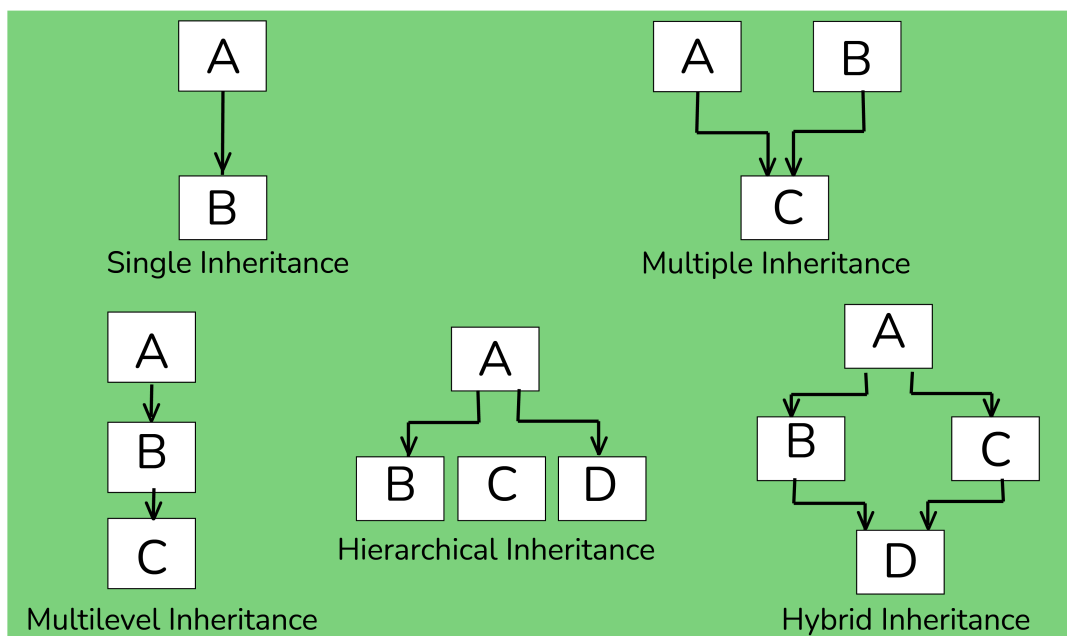 A
B
Single Inheritance
A B
C
Multiple Inheritance
A
B
C
Multilevel Inheritance
A
B C D
Hierarchical Inheritance
A
B C
D
Hybrid Inheritance